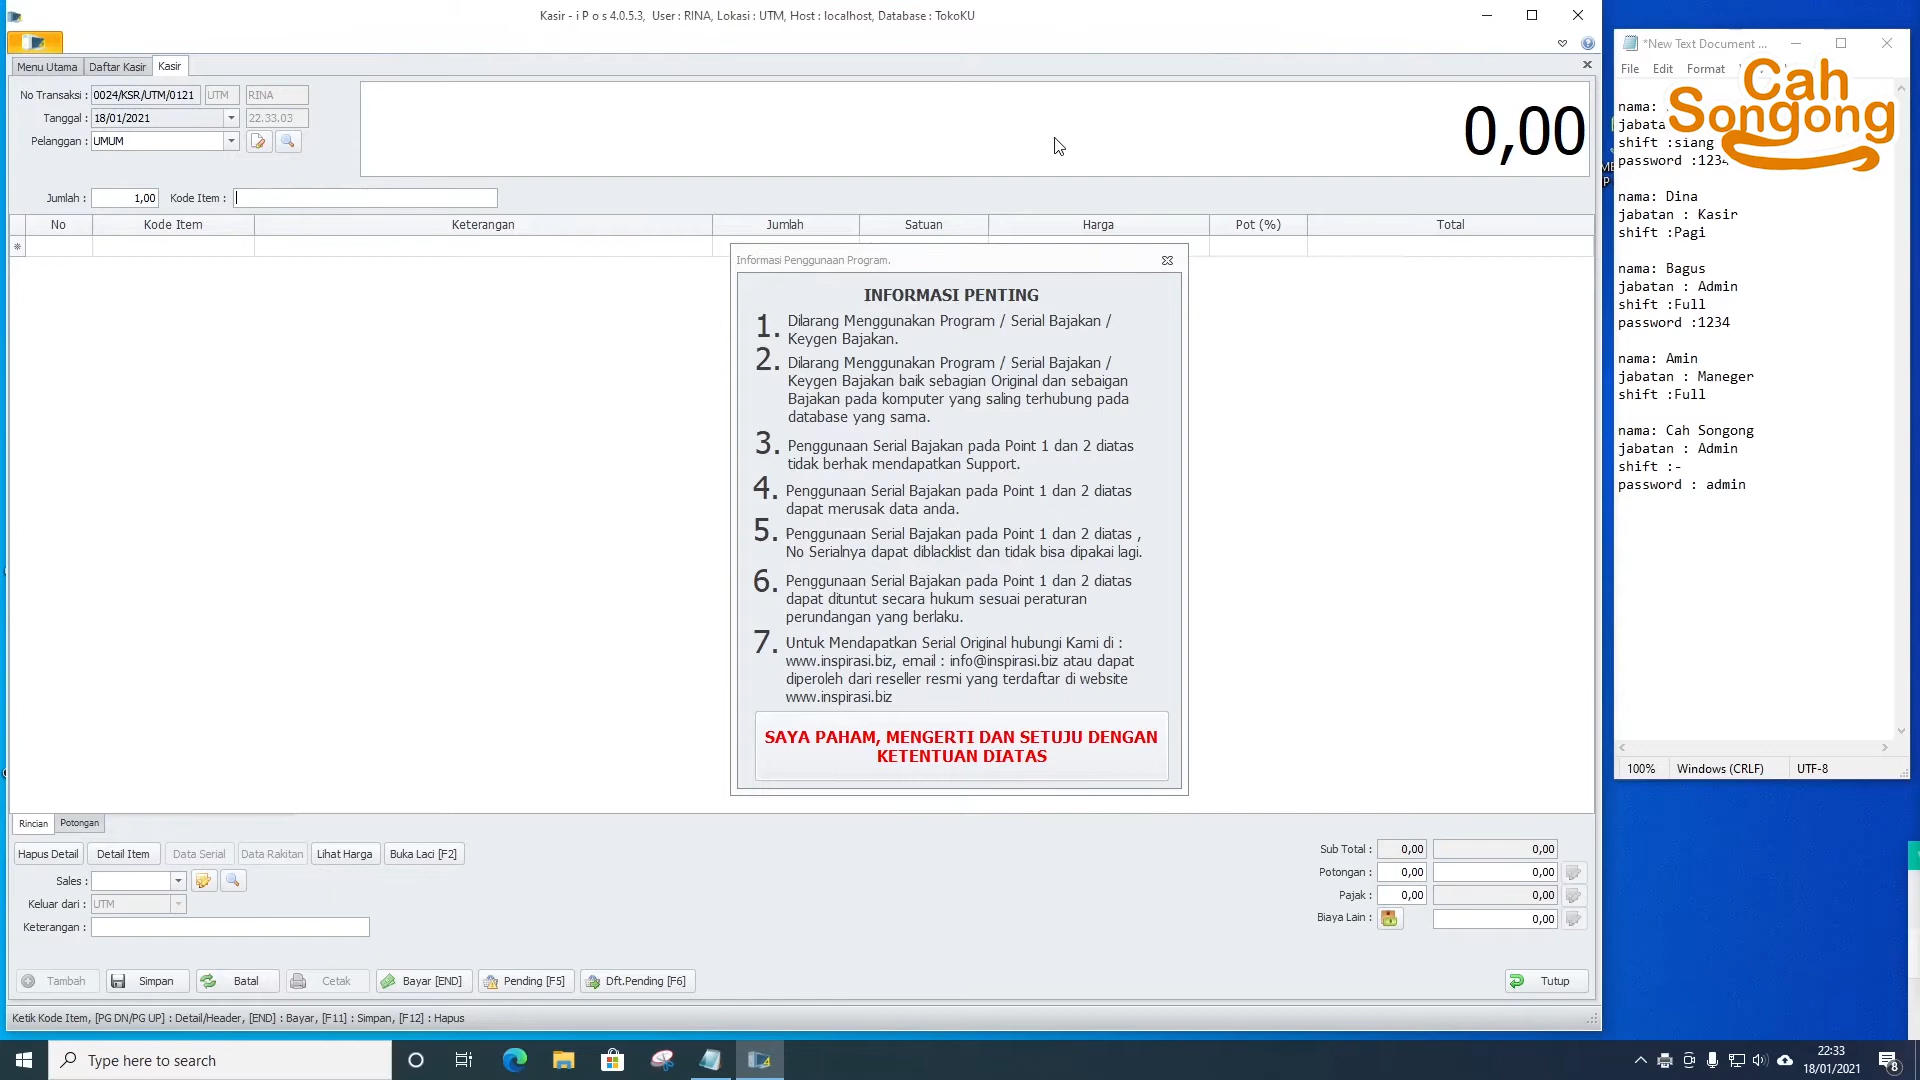 Kasir - i P o s 4.0.5.3, User : RINA, Lokasi : UTM, Host : localhost, Database : TokoKU
Menu Utama
Daftar Kasir
Kasir
No Transaksi : 0024/KSR/UTM/0121 UTM RINA
Tanggal : 18/01/2021 22.33.03
Pelanggan : UMUM
0,00
Jumlah : 1,00 Kode Item :
No Kode Item Keterangan Jumlah Satuan Harga Pot (%) Total
Informasi Penggunaan Program.
INFORMASI PENTING
1. Dilarang Menggunakan Program / Serial Bajakan /
Keygen Bajakan.
2. Dilarang Menggunakan Program / Serial Bajakan /
Keygen Bajakan baik sebagian Original dan sebaigan
Bajakan pada komputer yang saling terhubung pada
database yang sama.
3. Penggunaan Serial Bajakan pada Point 1 dan 2 diatas
tidak berhak mendapatkan Support.
4. Penggunaan Serial Bajakan pada Point 1 dan 2 diatas
dapat merusak data anda.
5. Penggunaan Serial Bajakan pada Point 1 dan 2 diatas ,
No Serialnya dapat diblacklist dan tidak bisa dipakai lagi.
6. Penggunaan Serial Bajakan pada Point 1 dan 2 diatas
dapat dituntut secara hukum sesuai peraturan
perundangan yang berlaku.
7. Untuk Mendapatkan Serial Original hubungi Kami di :
www.inspirasi.biz, email : info@inspirasi.biz atau dapat
diperoleh dari reseller resmi yang terdaftar di website
www.inspirasi.biz
SAYA PAHAM, MENGERTI DAN SETUJU DENGAN
KETENTUAN DIATAS
Rincian Potongan
Hapus Detail Detail Item Data Serial Data Rakitan Lihat Harga Buka Laci [F2]
Sales :
Keluar dari : UTM
Keterangan :
Sub Total : 0,00 0,00
Potongan : 0,00 0,00
Pajak : 0,00 0,00
Biaya Lain : 0,00
Tambah Simpan Batal Cetak Bayar [END] Pending [F5] Dft.Pending [F6] Tutup
Ketik Kode Item, [PG DN/PG UP] : Detail/Header, [END] : Bayar, [F11] : Simpan, [F12] : Hapus
*New Text Document ...
File Edit Format
Cah
Songong
nama:
jabata
shift :siang
password :1234
nama: Dina
jabatan : Kasir
shift :Pagi
nama: Bagus
jabatan : Admin
shift :Full
password :1234
nama: Amin
jabatan : Maneger
shift :Full
nama: Cah Songong
jabatan : Admin
shift :-
password : admin
100% Windows (CRLF) UTF-8
Type here to search
22:33
18/01/2021
8